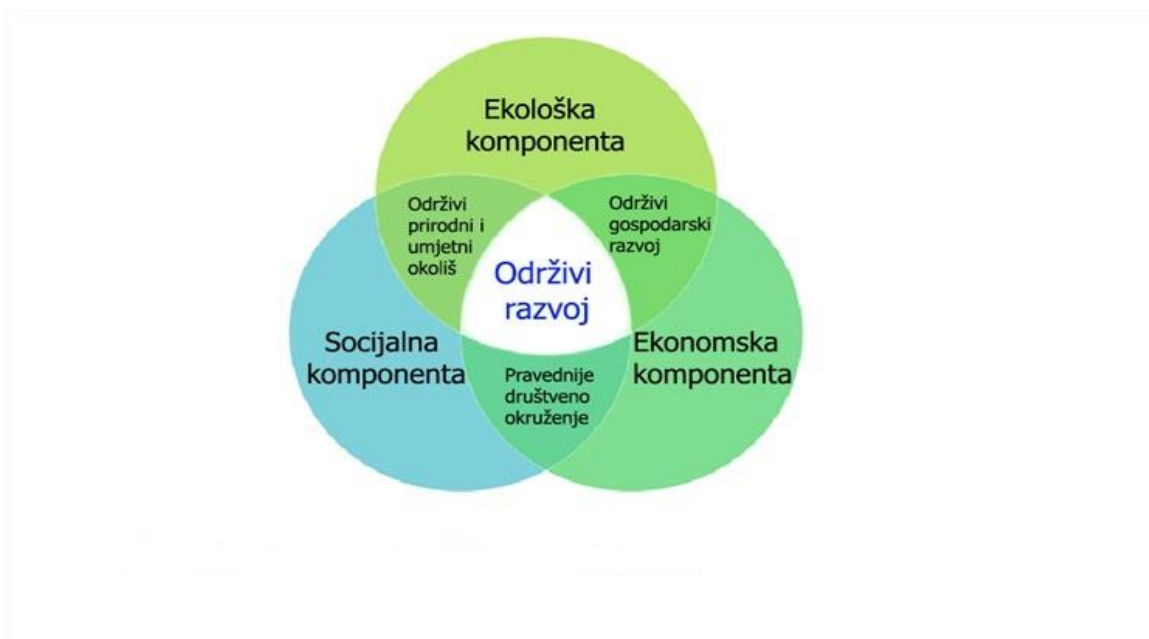 Ekološka
komponenta
Održivi
prirodni i
umjetni
okoliš
Održivi
gospodarski
razvoj
Održivi
razvoj
Socijalna
komponenta
Ekonomska
komponenta
Pravednije
društveno
okruženje